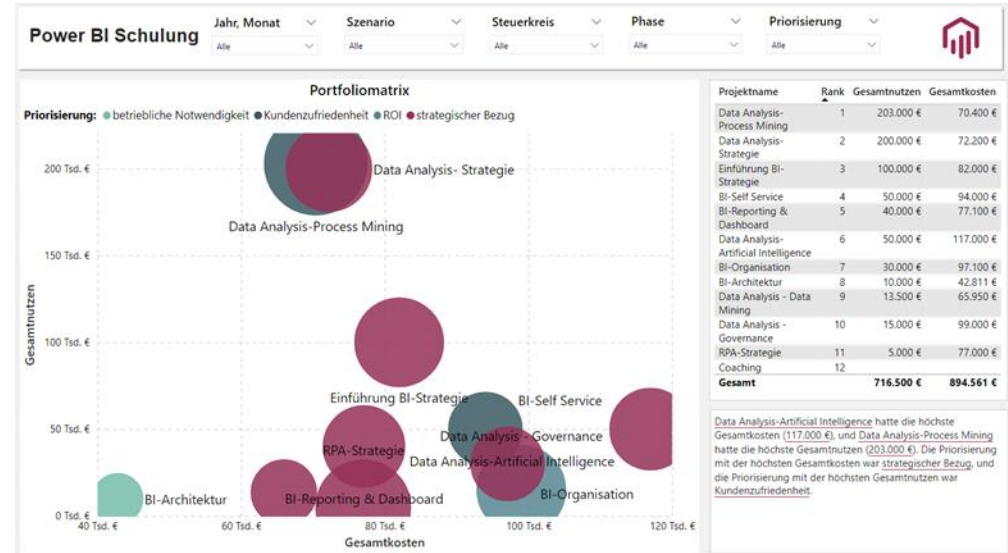 Power BI Schulung
Jahr, Monat
Alle
Szenario
Alle
Steuerkreis
Alle
Phase
Alle
Priorisierung
Alle
Portfoliomatrix
Priorisierung: betriebliche Notwendigkeit Kundenzufriedenheit ROI strategischer Bezug
Gesamtnutzen
200 Tsd. €
150 Tsd. €
100 Tsd. €
50 Tsd. €
0 Tsd. €
Data Analysis- Strategie
Data Analysis-Process Mining
Einführung BI-Strategie
BI-Self Service
Data Analysis - Governance
RPA-Strategie
Data Analysis-Artificial Intelligence
BI-Architektur
BI-Reporting & Dashboard
BI-Organisation
40 Tsd. €
60 Tsd. €
80 Tsd. €
100 Tsd. €
120 Tsd. €
Gesamtkosten
Projektname Rank Gesamtnutzen Gesamtkosten
Data Analysis- 1 203.000 € 70.400 €
Process Mining
Data Analysis- 2 200.000 € 72.200 €
Strategie
Einführung BI- 3 100.000 € 82.000 €
Strategie
BI-Self Service 4 50.000 € 94.000 €
BI-Reporting & 5 40.000 € 77.100 €
Dashboard
Data Analysis- 6 50.000 € 117.000 €
Artificial Intelligence
BI-Organisation 7 30.000 € 97.100 €
BI-Architektur 8 10.000 € 42.811 €
Data Analysis - Data 9 13.500 € 65.950 €
Mining
Data Analysis - 10 15.000 € 99.000 €
Governance
RPA-Strategie 11 5.000 € 77.000 €
Coaching 12
Gesamt 716.500 € 894.561 €
Data Analysis-Artificial Intelligence hatte die höchste
Gesamtkosten (117.000 €), und Data Analysis-Process Mining
hatte die höchste Gesamtnutzen (203.000 €). Die Priorisierung
mit der höchsten Gesamtkosten war strategischer Bezug, und
die Priorisierung mit der höchsten Gesamtnutzen war
Kundenzufriedenheit.